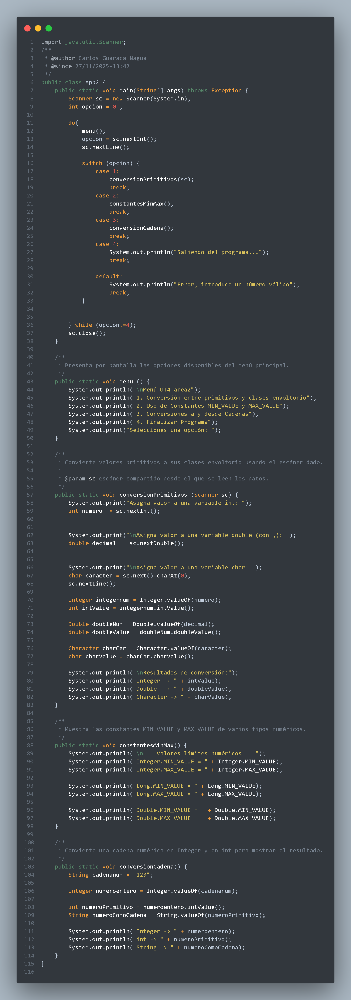 1 import java.util.Scanner;
2 /**
3  * @author Carlos Guaraca Nagua
4  * @since 27/11/2025-13:42
5  */
6 public class App2 {
7     public static void main(String[] args) throws Exception {
8         Scanner sc = new Scanner(System.in);
9         int opcion = 0 ;
10
11         do{
12             menu();
13             opcion = sc.nextInt();
14             sc.nextLine();
15
16             switch (opcion) {
17                 case 1:
18                     conversionPrimitivos(sc);
19                     break;
20                 case 2:
21                     constantesMinMax();
22                     break;
23                 case 3:
24                     conversionCadena();
25                     break;
26                 case 4:
27                     System.out.println("Saliendo del programa...");
28                     break;
29
30                 default:
31                     System.out.println("Error, introduce un número válido");
32                     break;
33             }
34
35
36         } while (opcion!=4);
37         sc.close();
38     }
39
40     /**
41      * Presenta por pantalla las opciones disponibles del menú principal.
42      */
43     public static void menu () {
44         System.out.println("\nMenú UT4Tarea2");
45         System.out.println("1. Conversión entre primitivos y clases envoltorio");
46         System.out.println("2. Uso de Constantes MIN_VALUE y MAX_VALUE");
47         System.out.println("3. Conversiones a y desde Cadenas");
48         System.out.println("4. Finalizar Programa");
49         System.out.print("Selecciones una opción: ");
50     }
51
52     /**
53      * Convierte valores primitivos a sus clases envoltorio usando el escáner dado.
54      *
55      * @param sc escáner compartido desde el que se leen los datos.
56      */
57     public static void conversionPrimitivos (Scanner sc) {
58         System.out.print("Asigna valor a una variable int: ");
59         int numero  = sc.nextInt();
60
61
62         System.out.print("\nAsigna valor a una variable double (con ,): ");
63         double decimal  = sc.nextDouble();
64
65
66         System.out.print("\nAsigna valor a una variable char: ");
67         char caracter = sc.next().charAt(0);
68         sc.nextLine();
69
70         Integer integernum = Integer.valueOf(numero);
71         int intValue = integernum.intValue();
72
73         Double doubleNum = Double.valueOf(decimal);
74         double doubleValue = doubleNum.doubleValue();
75
76         Character charCar = Character.valueOf(caracter);
77         char charValue = charCar.charValue();
78
79         System.out.println("\nResultados de conversión:");
80         System.out.println("Integer -> " + intValue);
81         System.out.println("Double  -> " + doubleValue);
82         System.out.println("Character -> " + charValue);
83     }
84
85     /**
86      * Muestra las constantes MIN_VALUE y MAX_VALUE de varios tipos numéricos.
87      */
88     public static void constantesMinMax() {
89         System.out.println("\n--- Valores límites numéricos ---");
90         System.out.println("Integer.MIN_VALUE = " + Integer.MIN_VALUE);
91         System.out.println("Integer.MAX_VALUE = " + Integer.MAX_VALUE);
92
93         System.out.println("Long.MIN_VALUE = " + Long.MIN_VALUE);
94         System.out.println("Long.MAX_VALUE = " + Long.MAX_VALUE);
95
96         System.out.println("Double.MIN_VALUE = " + Double.MIN_VALUE);
97         System.out.println("Double.MAX_VALUE = " + Double.MAX_VALUE);
98     }
99
100     /**
101      * Convierte una cadena numérica en Integer y en int para mostrar el resultado.
102      */
103     public static void conversionCadena() {
104         String cadenanum = "123";
105
106         Integer numeroentero = Integer.valueOf(cadenanum);
107
108         int numeroPrimitivo = numeroentero.intValue();
109         String numeroComoCadena = String.valueOf(numeroPrimitivo);
110
111         System.out.println("Integer -> " + numeroentero);
112         System.out.println("int -> " + numeroPrimitivo);
113         System.out.println("String -> " + numeroComoCadena);
114     }
115 }
116